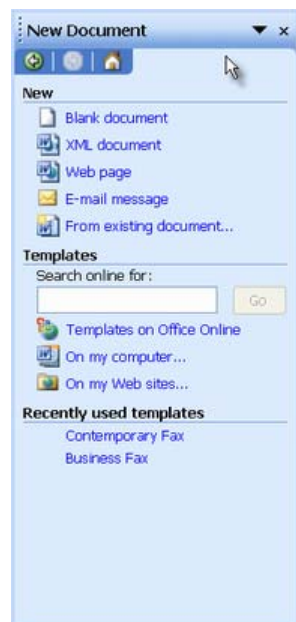 New Document
New
Blank document
XML document
Web page
E-mail message
From existing document...
Templates
Search online for:
Go
Templates on Office Online
On my computer...
On my Web sites...
Recently used templates
Contemporary Fax
Business Fax